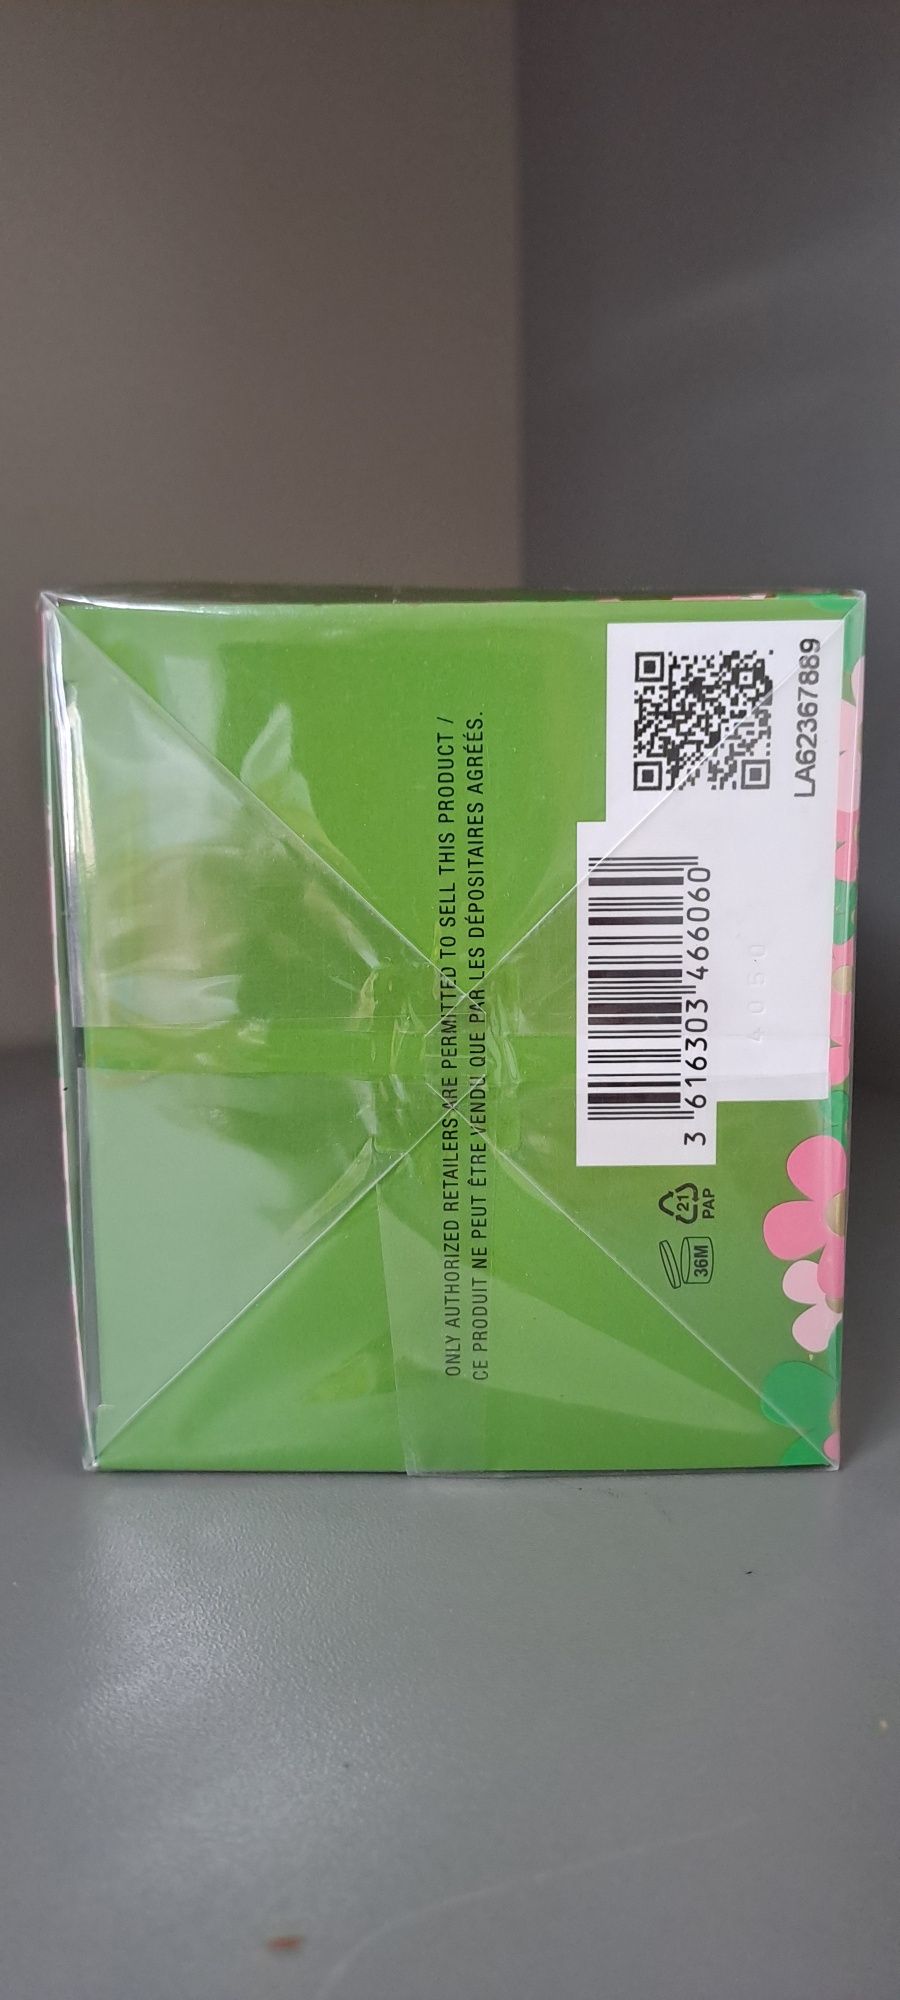 ONLY AUTHORIZED RETAILERS ARE PERMITTED TO SELL THIS PRODUCT /
CE PRODUIT NE PEUT ÊTRE VENDU QUE PAR LES DÉPOSITAIRES AGRÉÉS.
36M
21
PAP
3 616303 466060
4050
LA62367889